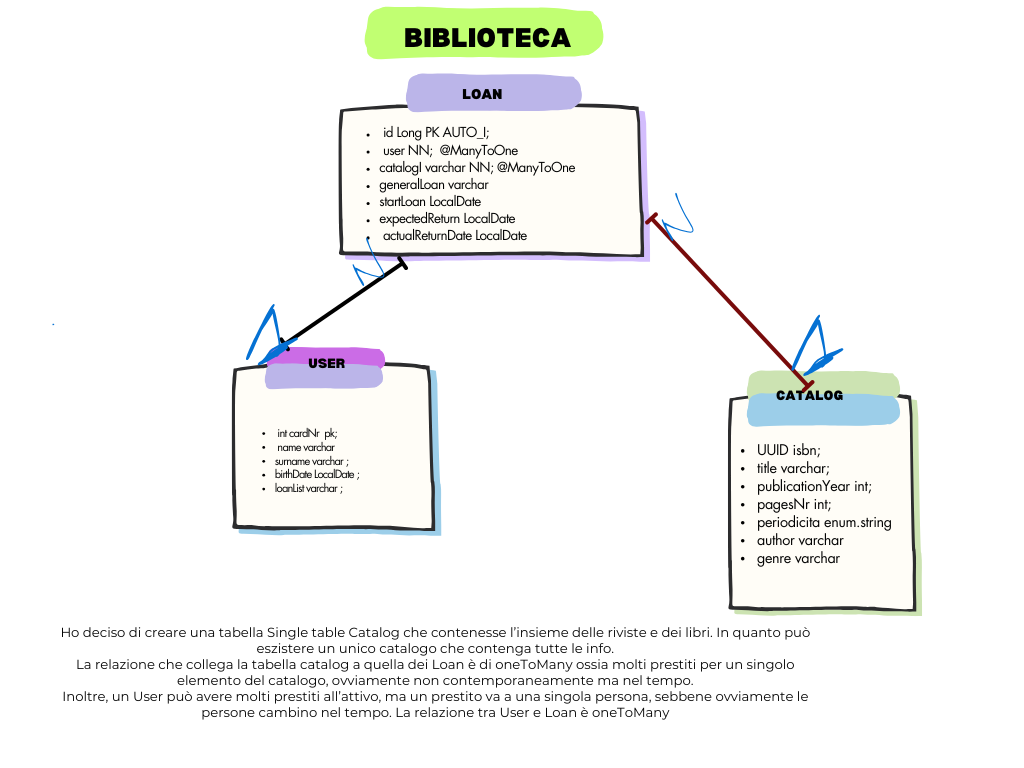 BIBLIOTECA
LOAN
• id Long PK AUTO_I;
• user NN; @ManyToOne
• catalogI varchar NN; @ManyToOne
• generalLoan varchar
• startLoan LocalDate
• expectedReturn LocalDate
• actualReturnDate LocalDate
N
N
1
1
USER
• int cardNr pk;
• name varchar
• surname varchar ;
• birthDate LocalDate ;
• loanList varchar ;
CATALOG
• UUID isbn;
• title varchar;
• publicationYear int;
• pagesNr int;
• periodicita enum.string
• author varchar
• genre varchar
Ho deciso di creare una tabella Single table Catalog che contenesse l'insieme delle riviste e dei libri. In quanto può
eszistere un unico catalogo che contenga tutte le info.
La relazione che collega la tabella catalog a quella dei Loan è di oneToMany ossia molti prestiti per un singolo
elemento del catalogo, ovviamente non contemporaneamente ma nel tempo.
Inoltre, un User può avere molti prestiti all'attivo, ma un prestito va a una singola persona, sebbene ovviamente le
persone cambino nel tempo. La relazione tra User e Loan è oneToMany